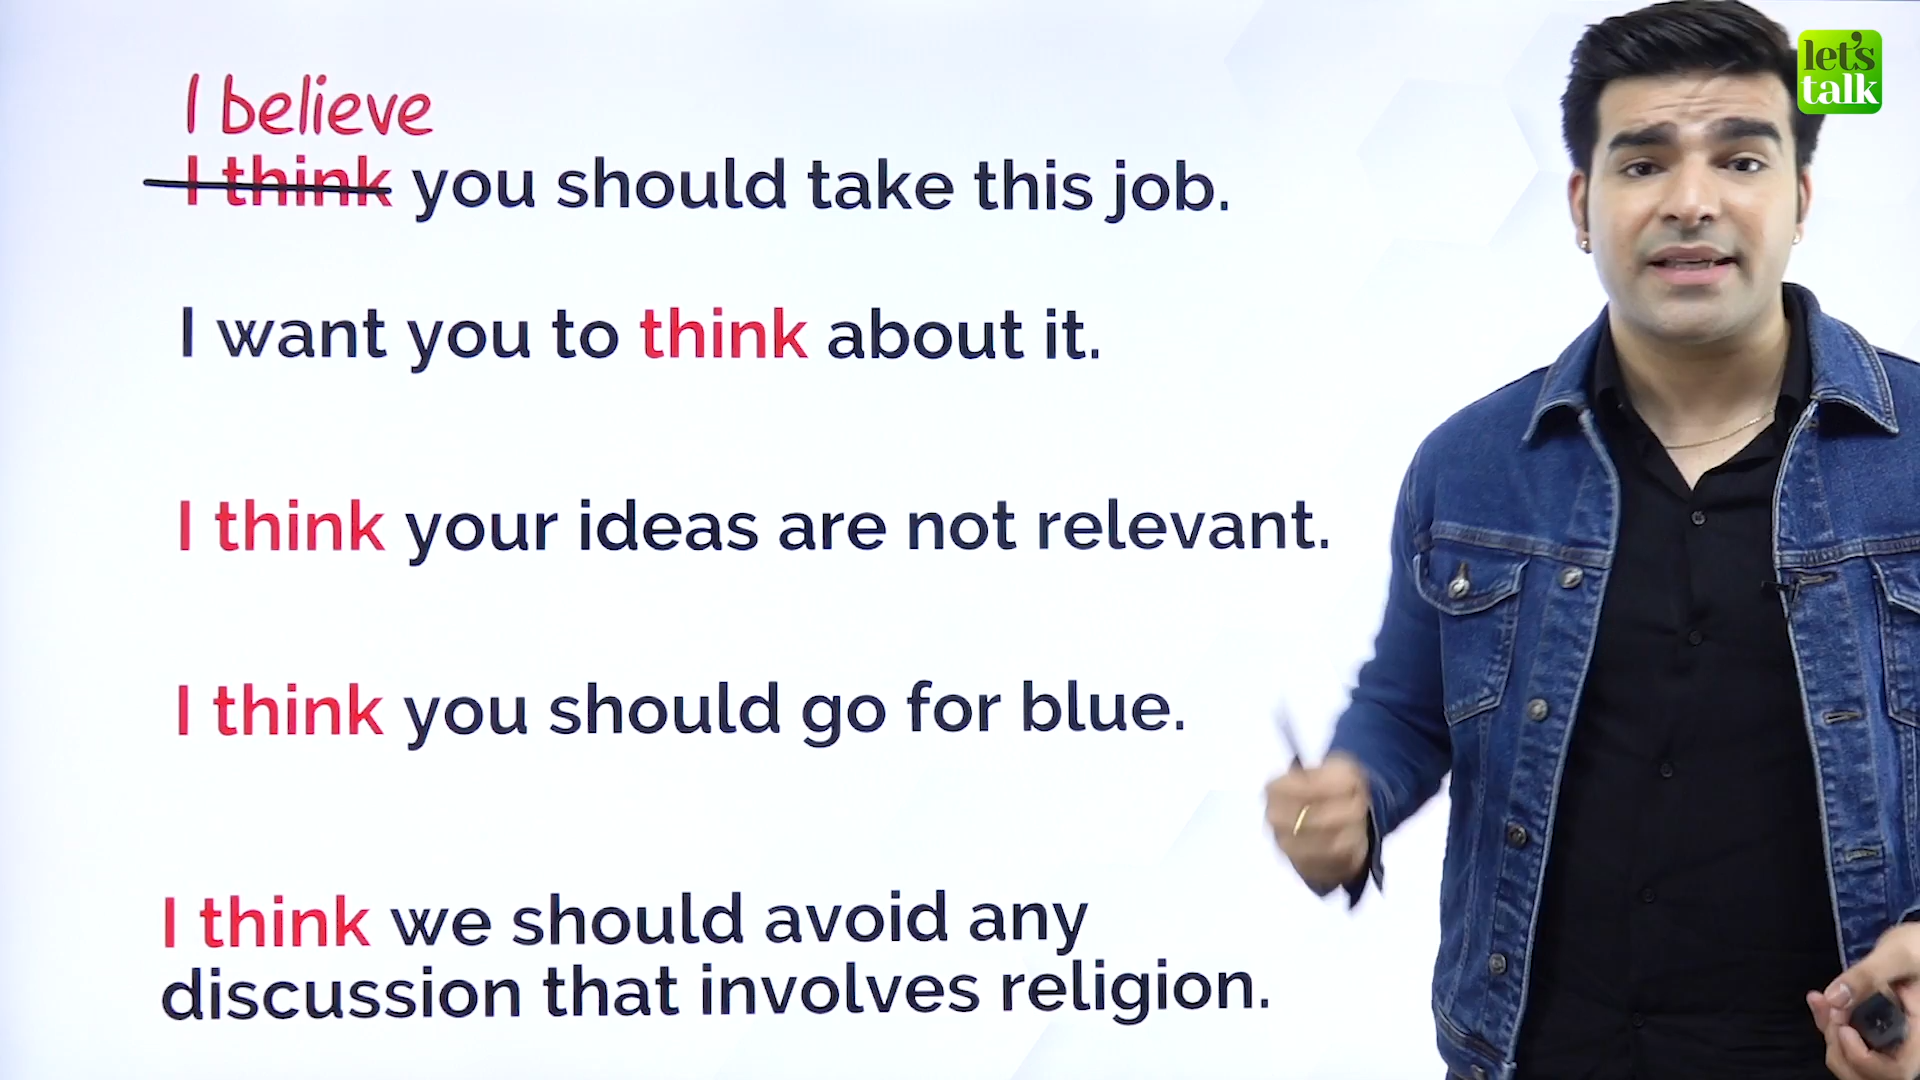 let's
talk
I believe
I think you should take this job.
I want you to think about it.
I think your ideas are not relevant.
I think you should go for blue.
I think we should avoid any
discussion that involves religion.